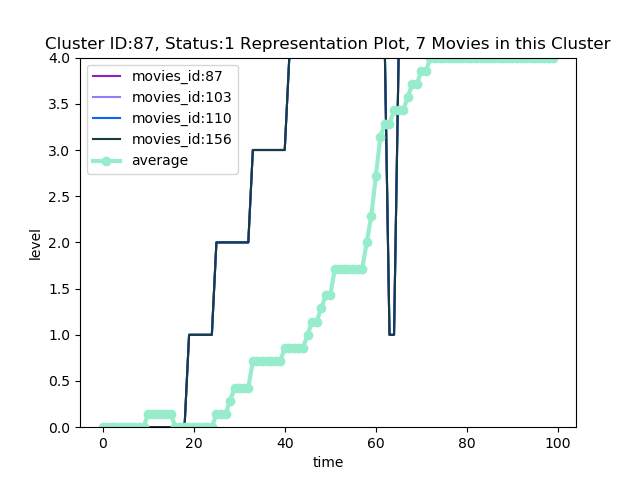 Cluster ID:87, Status:1 Representation Plot, 7 Movies in this Cluster
movies_id:87
movies_id:103
movies_id:110
movies_id:156
average
4.0
3.5
3.0
2.5
2.0
1.5
1.0
0.5
0.0
level
0 20 40 60 80 100
time